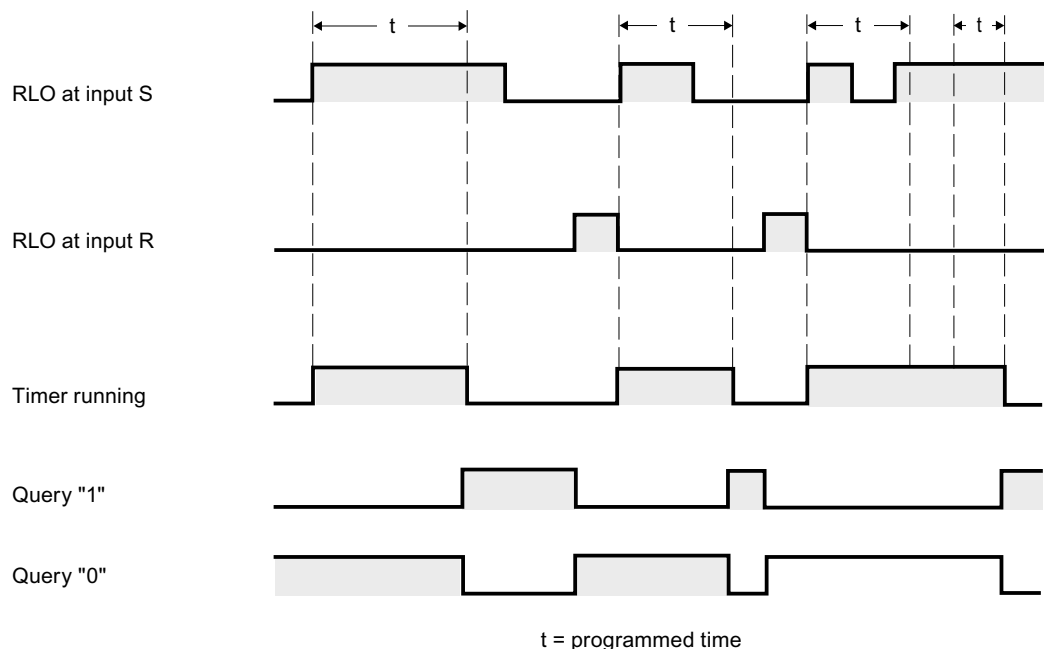 t t t t
RLO at input S
RLO at input R
Timer running
Query "1"
Query "0"
t = programmed time